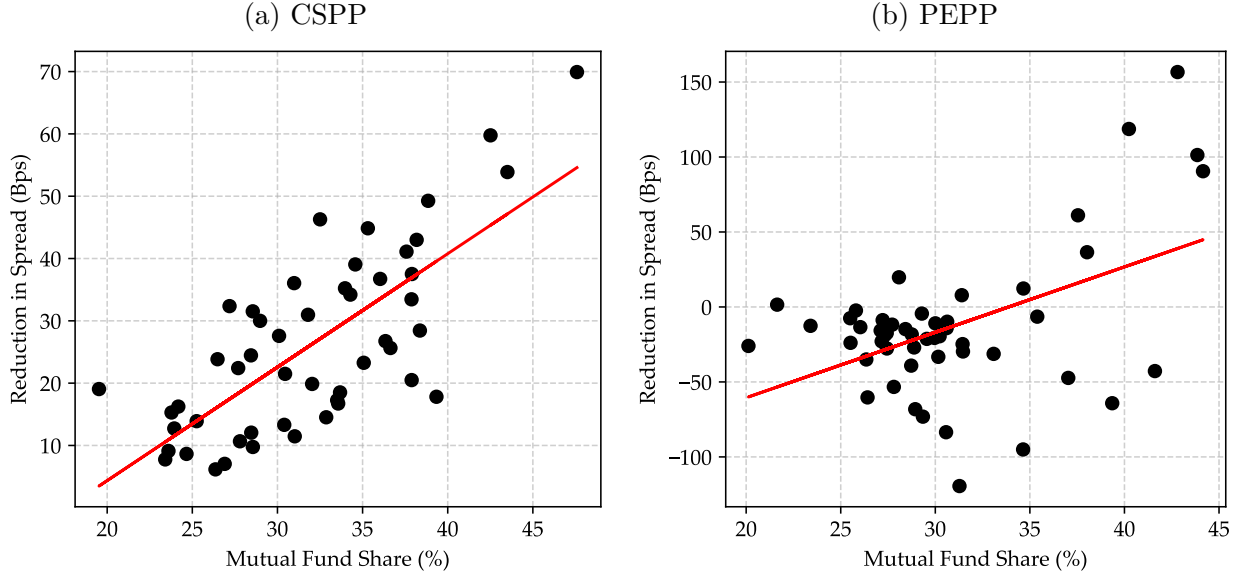 (a) CSPP
70
60
50
40
30
20
10
Reduction in Spread (Bps)
20 25 30 35 40 45
Mutual Fund Share (%)
(b) PEPP
150
100
50
0
−50
−100
Reduction in Spread (Bps)
20 25 30 35 40 45
Mutual Fund Share (%)